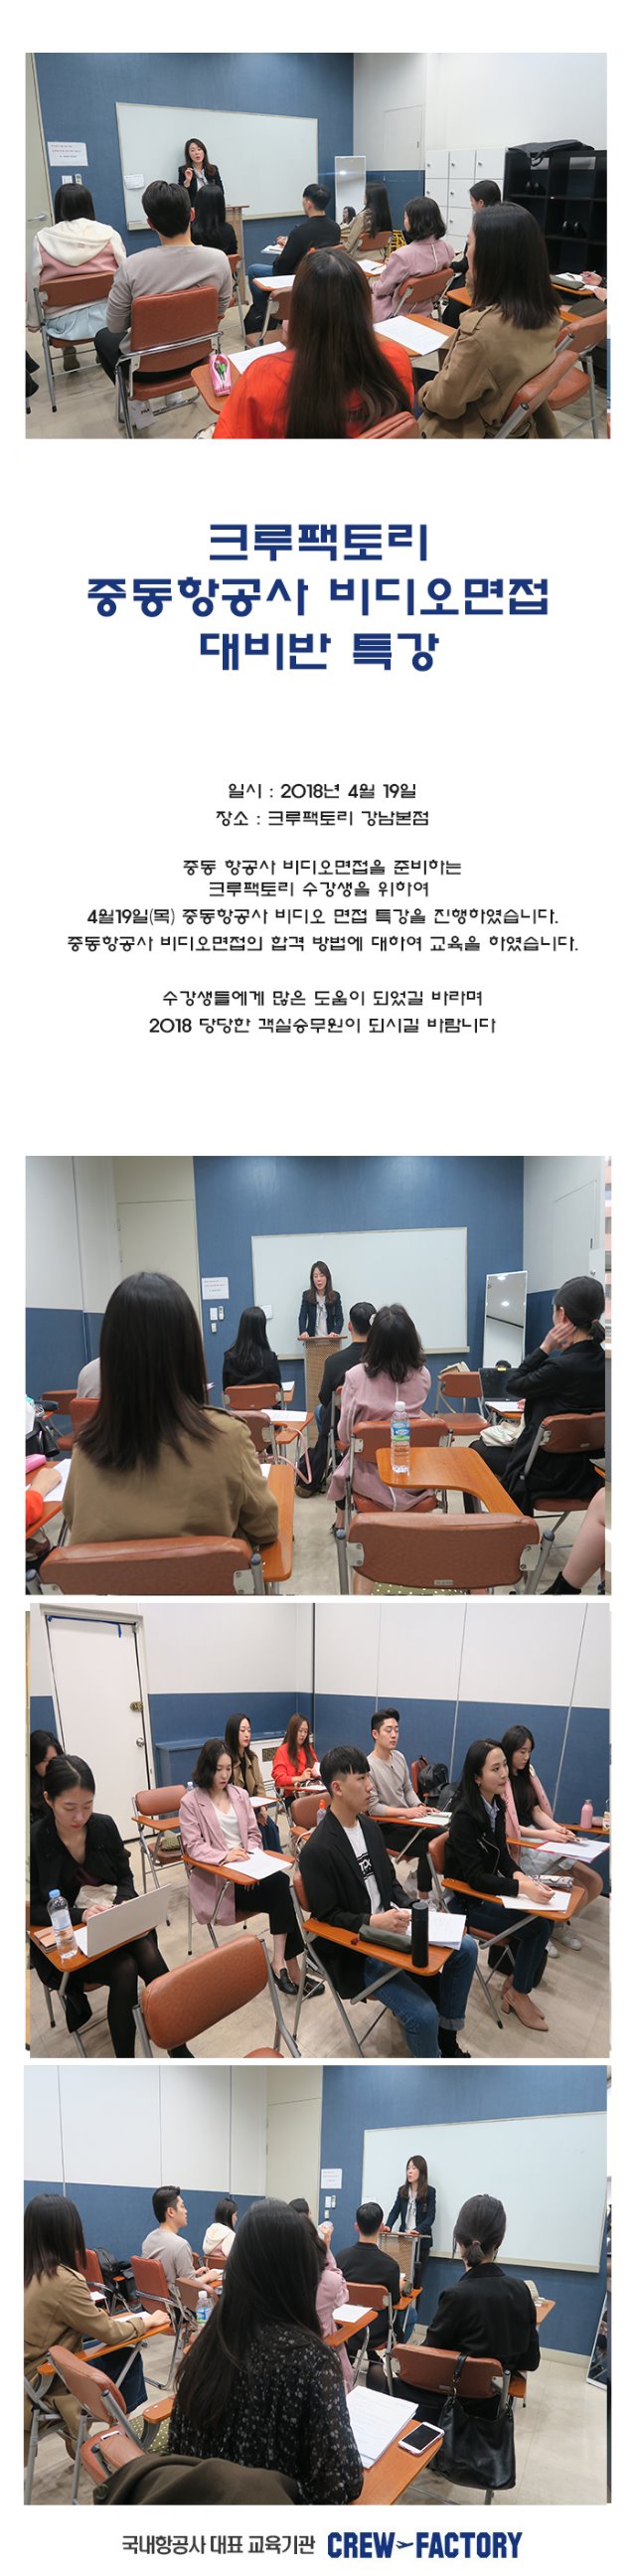 크루팩토리
중동항공사 비디오면접
대비반 특강
일시 : 2018년 4월 19일
장소 : 크루팩토리 강남본점
중동 항공사 비디오면접을 준비하는
크루팩토리 수강생을 위하여
4월19일(목) 중동항공사 비디오 면접 특강을 진행하였습니다.
중동항공사 비디오면접의 합격 방법에 대하여 교육을 하였습니다.
수강생들에게 많은 도움이 되었길 바라며
2018 당당한 객실승무원이 되시길 바랍니다
국내항공사 대표 교육기관 CREW FACTORY